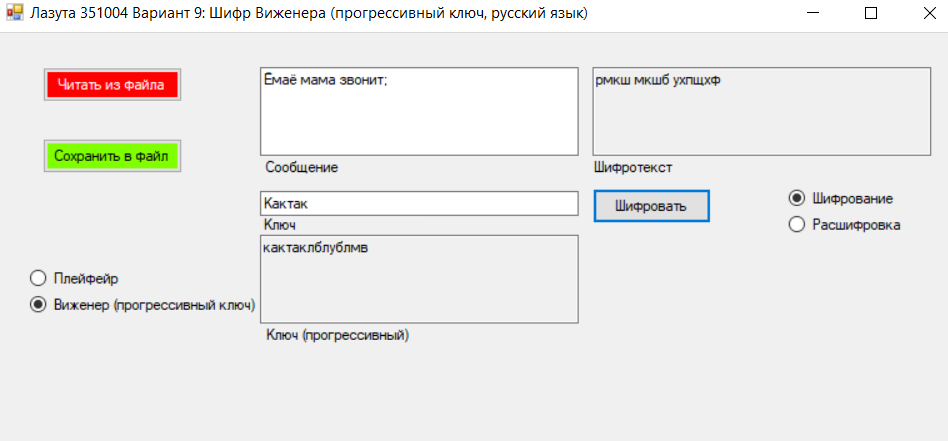 Лазута 351004 Вариант 9: Шифр Виженера (прогрессивный ключ, русский язык)
Читать из файла
Ёмаё мама звонит;
рмкш мкшб ухпщхф
Сохранить в файл
Сообщение
Шифротекст
Кактак
Шифровать
Шифрование
Ключ
Расшифровка
кактаклблублмв
Плейфейр
Виженер (прогрессивный ключ)
Ключ (прогрессивный)